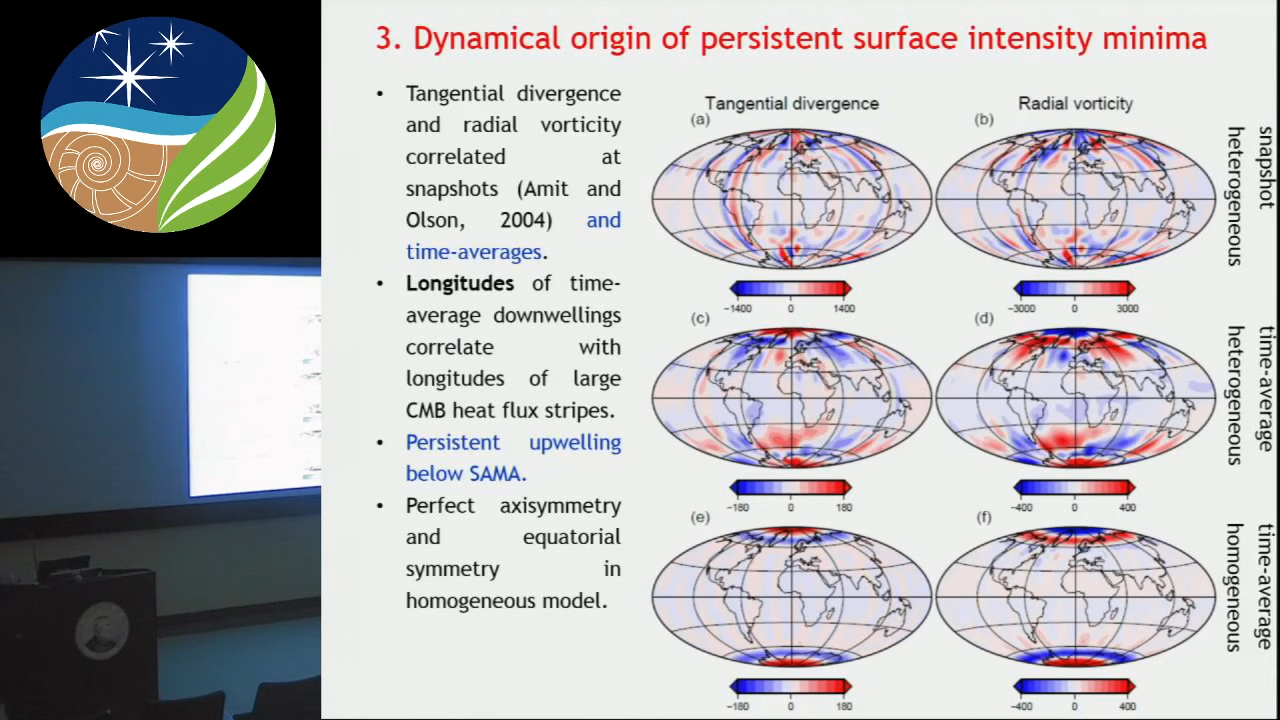 3. Dynamical origin of persistent surface intensity minima
• Tangential divergence
and radial vorticity
correlated at
snapshots (Amit and
Olson, 2004) and
time-averages.
• Longitudes of time-
average downwellings
correlate with
longitudes of large
CMB heat flux stripes.
• Persistent upwelling
below SAMA.
• Perfect axisymmetry
and equatorial
symmetry in
homogeneous model.
Tangential divergence
Radial vorticity
(a)
(b)
snapshot
heterogeneous
−1400 0 1400
−3000 0 3000
(c)
(d)
time-average
heterogeneous
−180 0 180
−400 0 400
(e)
(f)
time-average
homogeneous
−180 0 180
−400 0 400